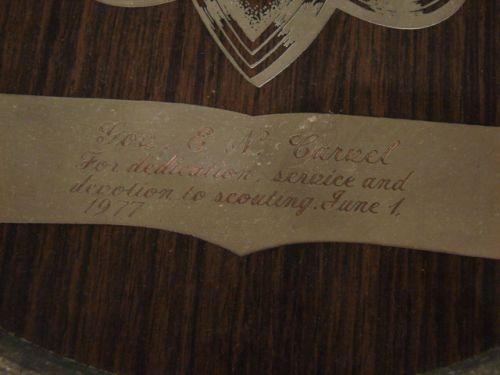 Gov. E N. Carvel
For dedication, service and
devotion to scouting. June 1,
1977